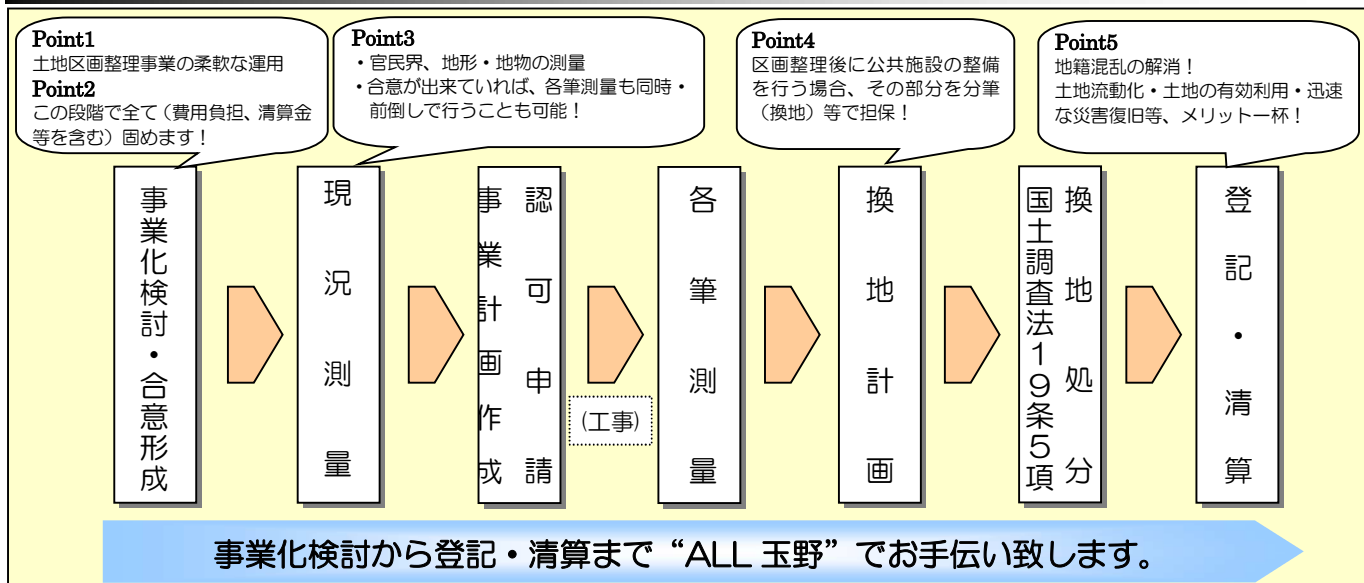 Point1
土地区画整理事業の柔軟な運用
Point2
この段階で全て（費用負担、清算金
等を含む）固めます！
Point3
・官民界、地形・地物の測量
・合意が出来ていれば、各筆測量も同時・
前倒しで行うことも可能！
Point4
区画整理後に公共施設の整備
を行う場合、その部分を分筆
（換地）等で担保！
Point5
地籍混乱の解消！
土地流動化・土地の有効利用・迅速
な災害復旧等、メリット一杯！
事業化検討・合意形成
現況測量
認可申請
事業計画作成
(工事)
各筆測量
換地計画
換地処分
国土調査法19条5項
登記・清算
事業化検討から登記・清算まで“ALL 玉野”でお手伝い致します。